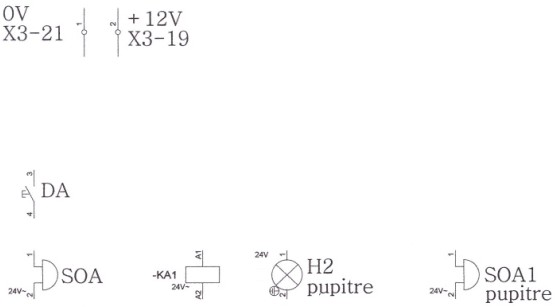 0V
X3-21
1
2
+12V
X3-19
3
DA
4
1
SOA
24V~
2
A1
-KA1
24V~
A2
24V
1
H2
pupitre
2
1
SOA1
pupitre
24V~
2